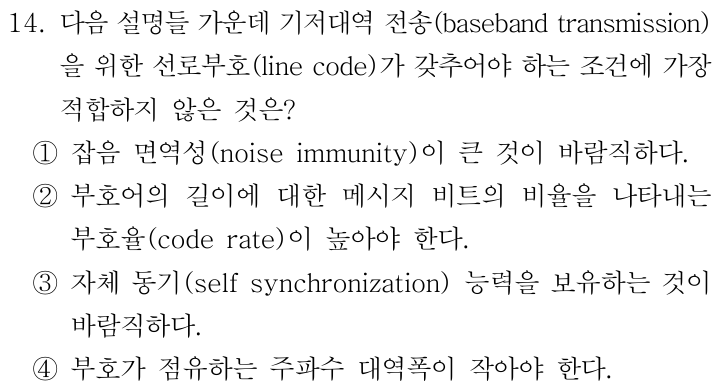 14. 다음 설명들 가운데 기저대역 전송(baseband transmission)
을 위한 선로부호(line code)가 갖추어야 하는 조건에 가장
적합하지 않은 것은?
① 잡음 면역성(noise immunity)이 큰 것이 바람직하다.
② 부호어의 길이에 대한 메시지 비트의 비율을 나타내는
부호율(code rate)이 높아야 한다.
③ 자체 동기(self synchronization) 능력을 보유하는 것이
바람직하다.
④ 부호가 점유하는 주파수 대역폭이 작아야 한다.